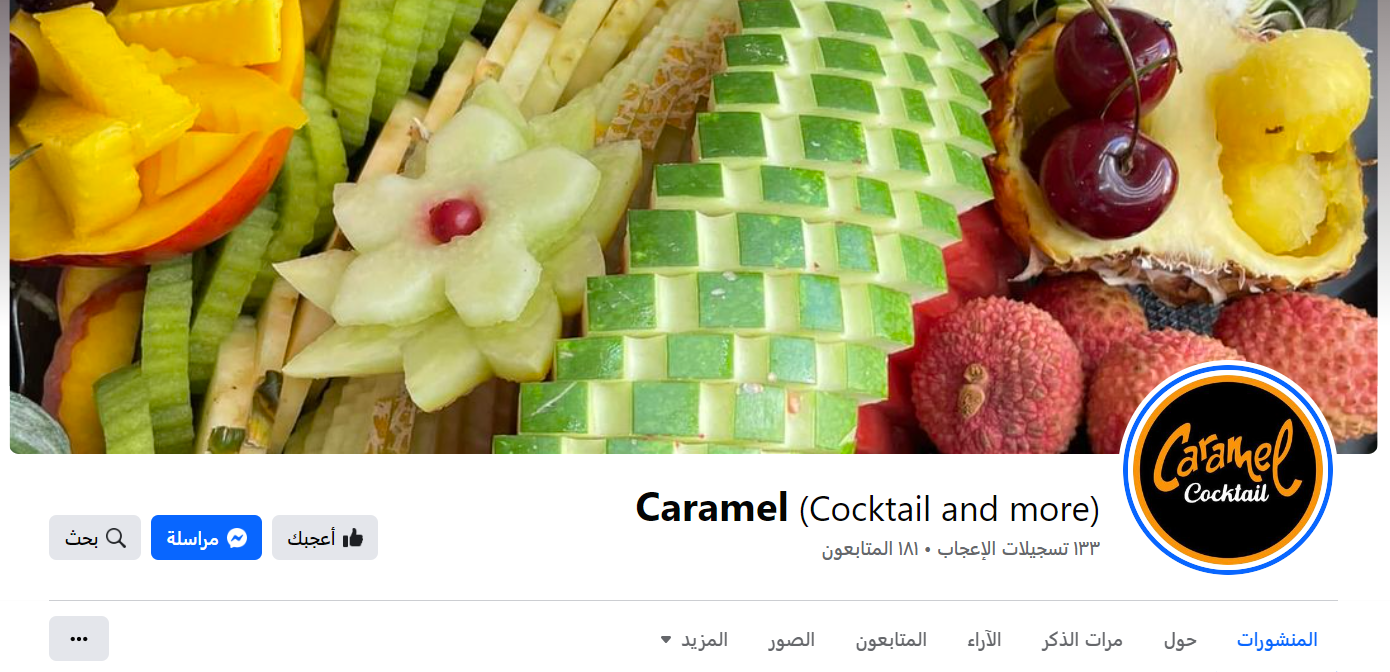 Caramel
Cocktail
Caramel (Cocktail and more)
١٣٣ تسجيلات الإعجاب • ١٨١ المتابعون
أعجبك
مراسلة
بحث
المنشورات
حول
مرات الذكر
الآراء
المتابعون
الصور
المزيد